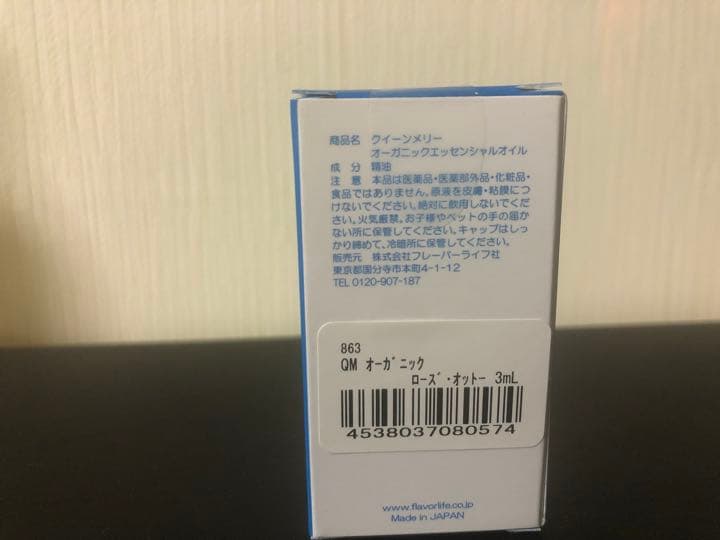 商品名 クイーンメリー
オーガニックエッセンシャルオイル
成 分 精油
注 意 本品は医薬品・医薬部外品・化粧品・
食品ではありません。原液を皮膚・粘膜につ
けないでください。絶対に飲用しないでくだ
さい。火気厳禁。お子様やペットの手の届か
ない所に保管してください。キャップはしっ
かり締めて、冷暗所に保管してください。
販売元 株式会社フレーバーライフ社
東京都国分寺市本町4-1-12
TEL 0120-907-187
863
QM オーガニック
ローズ・オットー 3mL
4538037080574
www.flavorlife.co.jp
Made in JAPAN